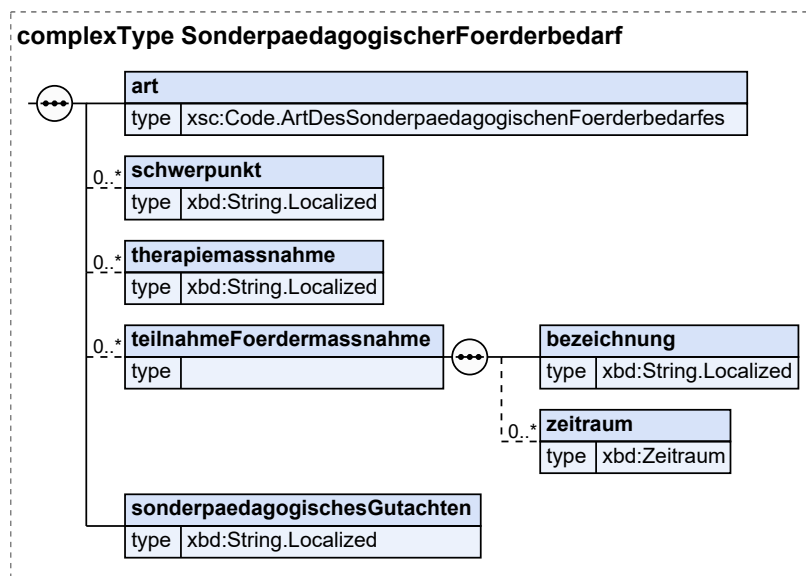 complexType SonderpaedagogischerFoerderbedarf
art
type xsc:Code.ArtDesSonderpaedagogischenFoerderbedarfes
0..* schwerpunkt
type xbd:String.Localized
0..* therapiemassnahme
type xbd:String.Localized
0..* teilnahmeFoerdermassnahme
type
bezeichnung
type xbd:String.Localized
0..* zeitraum
type xbd:Zeitraum
sonderpaedagogischesGutachten
type xbd:String.Localized